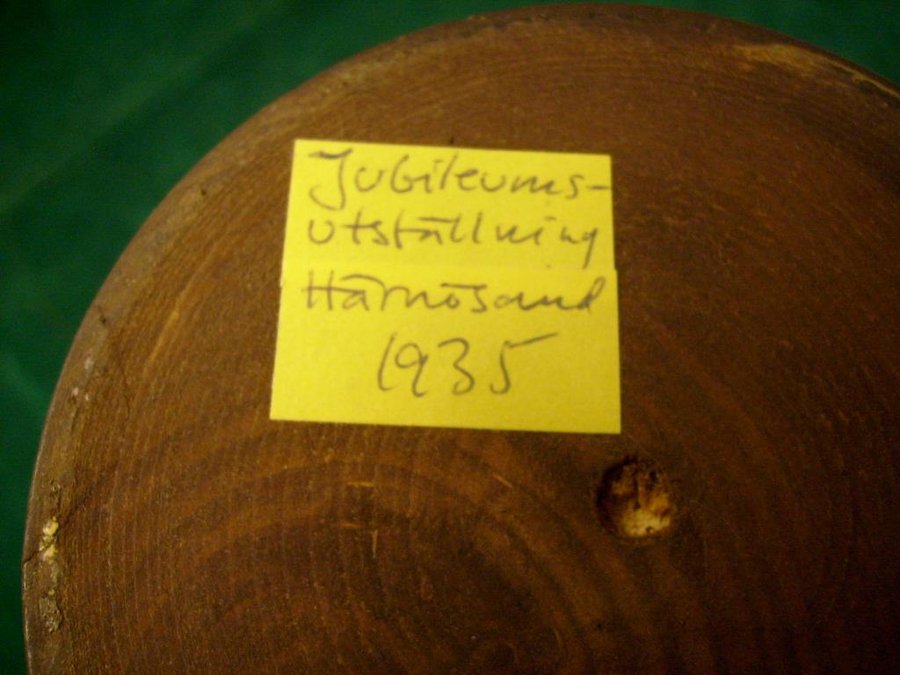 Jubileums-
utställning
Härnösand
1935